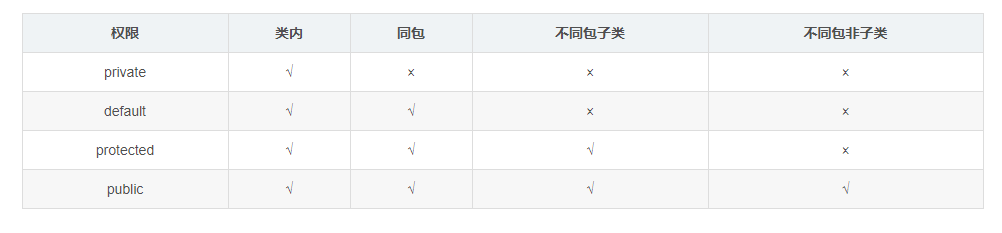 权限 类内 同包 不同包子类 不同包非子类
private √ × × ×
default √ √ × ×
protected √ √ √ ×
public √ √ √ √